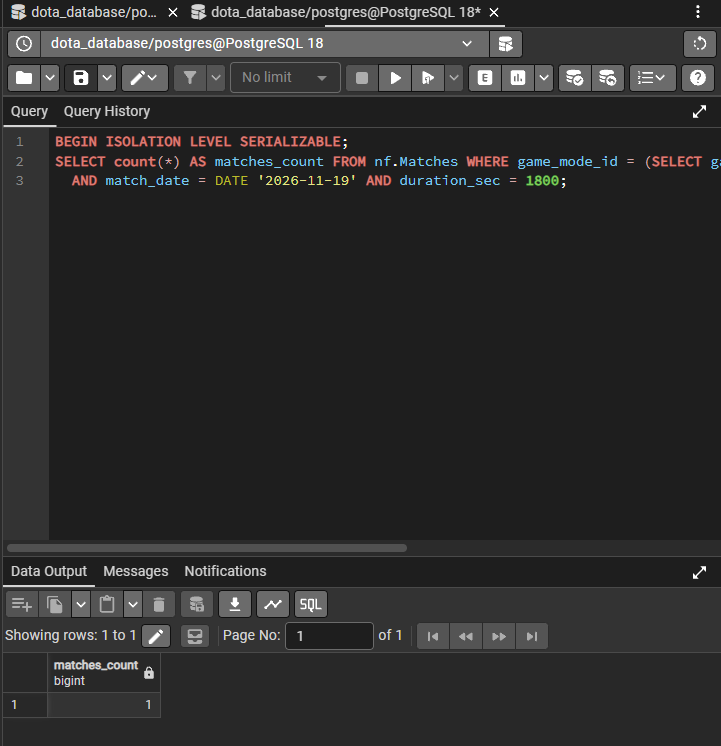 dota_database/po... dota_database/postgres@PostgreSQL 18*
dota_database/postgres@PostgreSQL 18
No limit
Query Query History
1 BEGIN ISOLATION LEVEL SERIALIZABLE;
2 SELECT count(*) AS matches_count FROM nf.Matches WHERE game_mode_id = (SELECT ga
3 AND match_date = DATE '2026-11-19' AND duration_sec = 1800;
Data Output Messages Notifications
SQL
Showing rows: 1 to 1 Page No: 1 of 1
matches_count
bigint
1 1